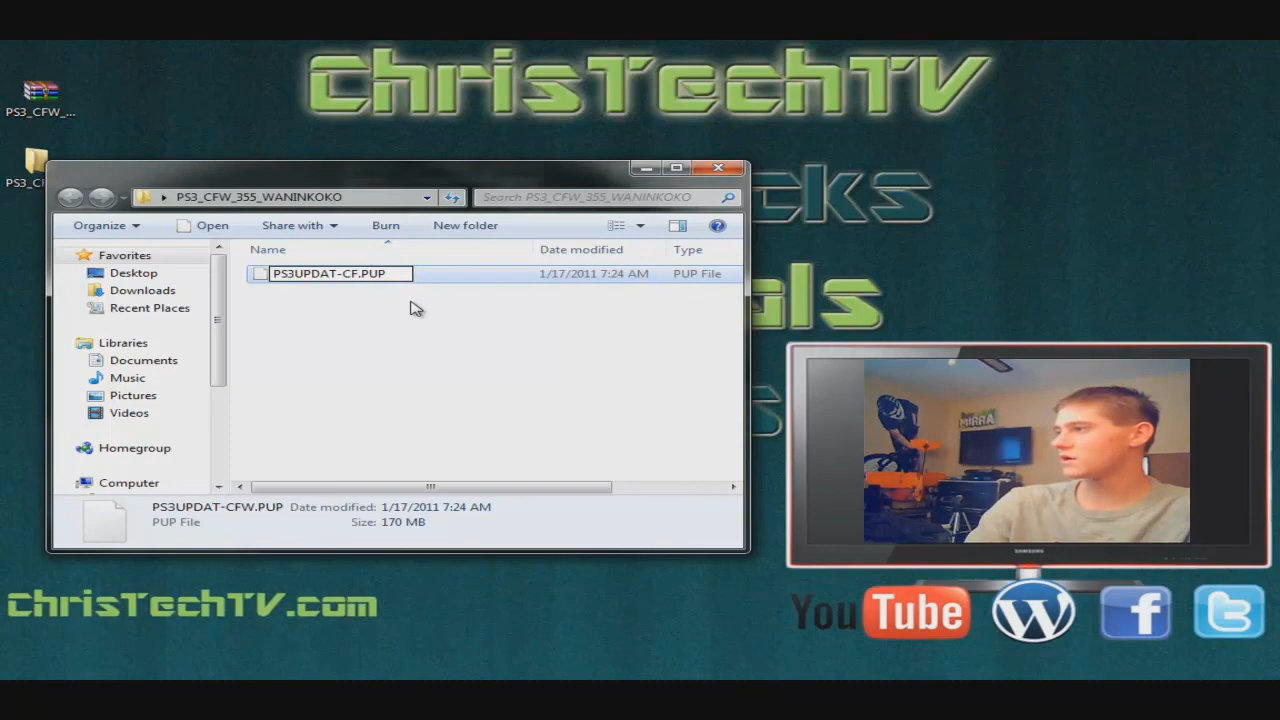 ChrisTechTV
PS3_CFW_...
cks
PS3_CF
PS3_CFW_355_WANINKOKO
Search PS3_CFW_355_WANINKOKO
Organize
Open
Share with
Burn
New folder
Name
Date modified
Type
Favorites
PS3UPDAT-CF.PUP
1/17/2011 7:24 AM
PUP File
Desktop
Downloads
Recent Places
als
Libraries
Documents
Music
Pictures
Videos
s
MIRRA
Homegroup
Computer
PS3UPDAT-CFW.PUP Date modified: 1/17/2011 7:24 AM
PUP File Size: 170 MB
SAMSUNG
ChrisTechTV.com
YouTube
W
f
t